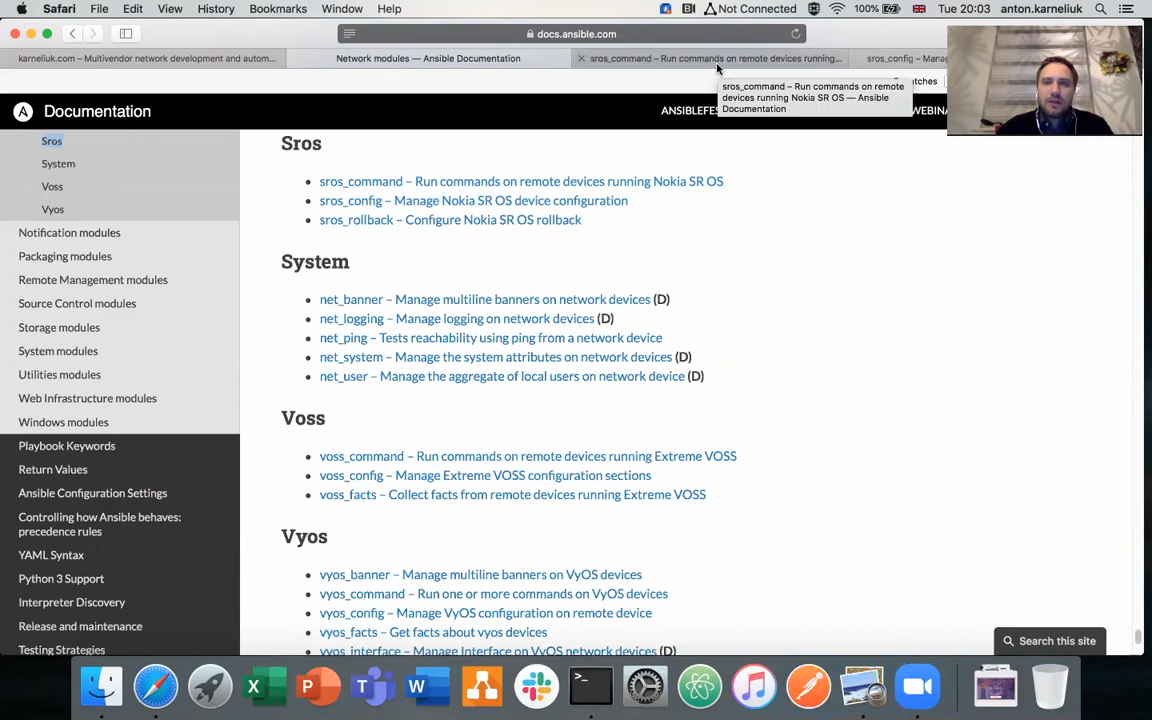 Safari File Edit View History Bookmarks Window Help
Not Connected 100% Tue 20:03 anton.karneliuk
docs.ansible.com
karneliuk.com – Multivendor network development and autom...
Network modules — Ansible Documentation
sros_command – Run commands on remote devices running...
sros_config – Mana
sros_command – Run commands on remote
devices running Nokia SR OS — Ansible
Documentation
atches
Documentation
ANSIBLEFES
WEBINA
Sros
System
Voss
Vyos
Notification modules
Packaging modules
Remote Management modules
Source Control modules
Storage modules
System modules
Utilities modules
Web Infrastructure modules
Windows modules
Playbook Keywords
Return Values
Ansible Configuration Settings
Controlling how Ansible behaves:
precedence rules
YAML Syntax
Python 3 Support
Interpreter Discovery
Release and maintenance
Testing Strategies
Sros
sros_command – Run commands on remote devices running Nokia SR OS
sros_config – Manage Nokia SR OS device configuration
sros_rollback – Configure Nokia SR OS rollback
System
net_banner – Manage multiline banners on network devices (D)
net_logging – Manage logging on network devices (D)
net_ping – Tests reachability using ping from a network device
net_system – Manage the system attributes on network devices (D)
net_user – Manage the aggregate of local users on network device (D)
Voss
voss_command – Run commands on remote devices running Extreme VOSS
voss_config – Manage Extreme VOSS configuration sections
voss_facts – Collect facts from remote devices running Extreme VOSS
Vyos
vyos_banner – Manage multiline banners on VyOS devices
vyos_command – Run one or more commands on VyOS devices
vyos_config – Manage VyOS configuration on remote device
vyos_facts – Get facts about vyos devices
vyos_interface – Manage Interface on VyOS network devices (D)
Search this site